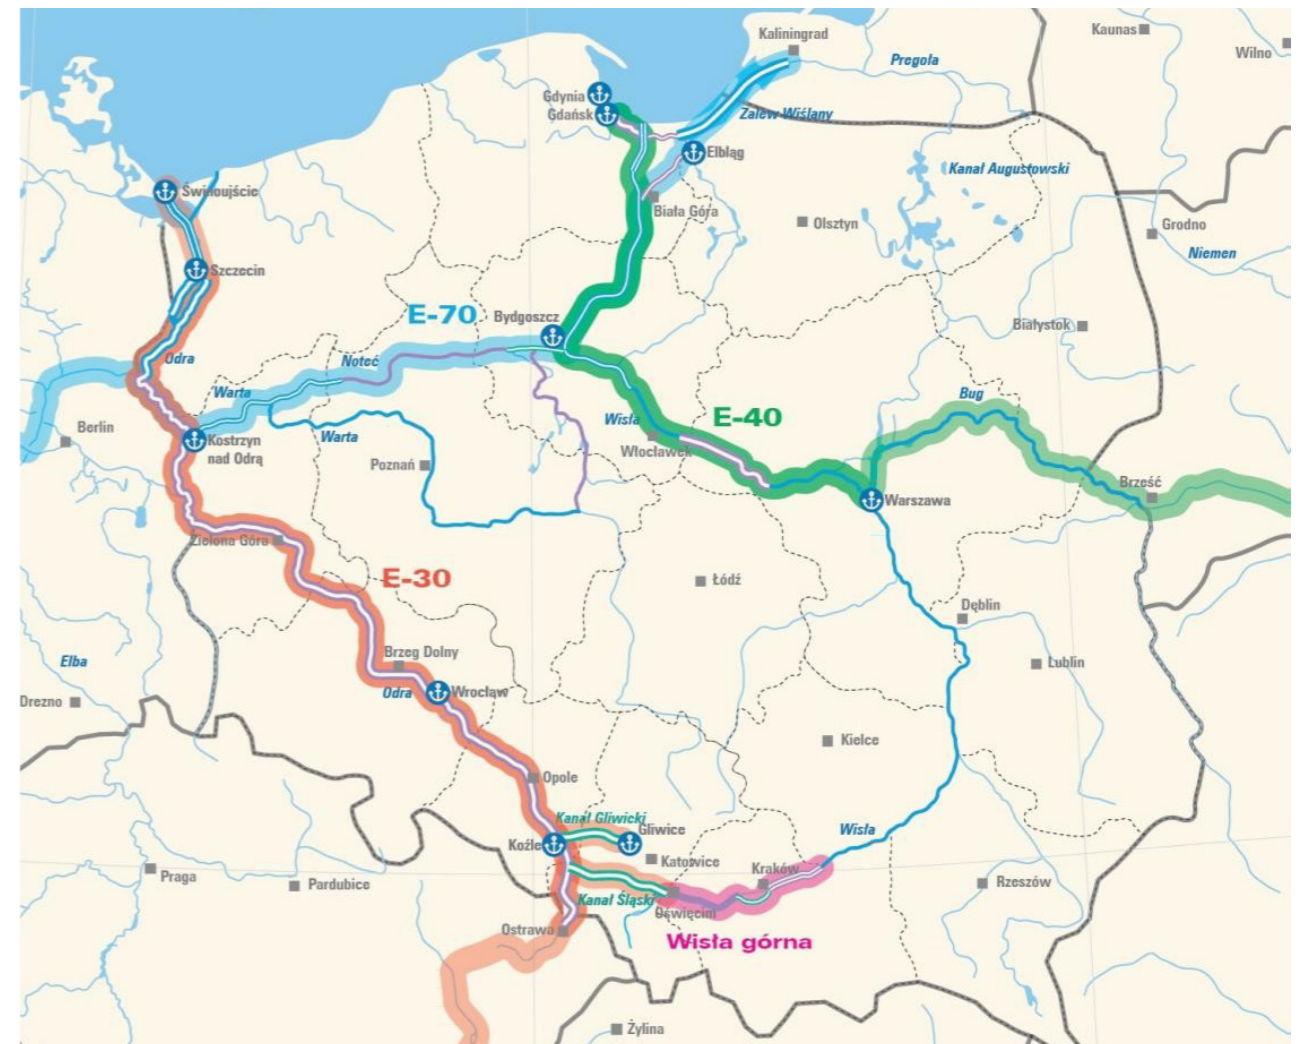 Kaliningrad
Kaunas
Wilno
Pregola
Gdynia
Gdańsk
Zalew Wiślany
Elbląg
Kanał Augustowski
Świnoujście
Biała Góra
Olsztyn
Grodno
Niemen
Szczecin
E-70
Bydgoszcz
Białystok
Odra
Noteć
Warta
Bug
E-40
Wisła
Berlin
Kostrzyn
nad Odrą
Warta
Włocławek
Poznań
Brześć
Warszawa
Zielona Góra
E-30
Łódź
Dęblin
Brzeg Dolny
Elba
Lublin
Odra
Wrocław
Drezno
Kielce
Opole
Kanał Gliwicki
Gliwice
Wisła
Koźle
Katowice
Kraków
Praga
Pardubice
Rzeszów
Kanał Śląski
Oświęcim
Ostrawa
Wisła górna
Żylina